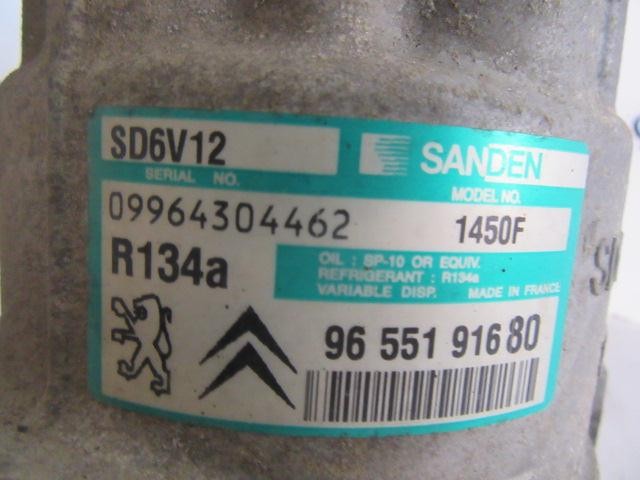 SD6V12
SANDEN
SERIAL NO.
MODEL NO.
09964304462
1450F
R134a
OIL : SP-10 OR EQUIV.
REFRIGERANT : R134a
VARIABLE DISP. MADE IN FRANCE
96 551 916 80